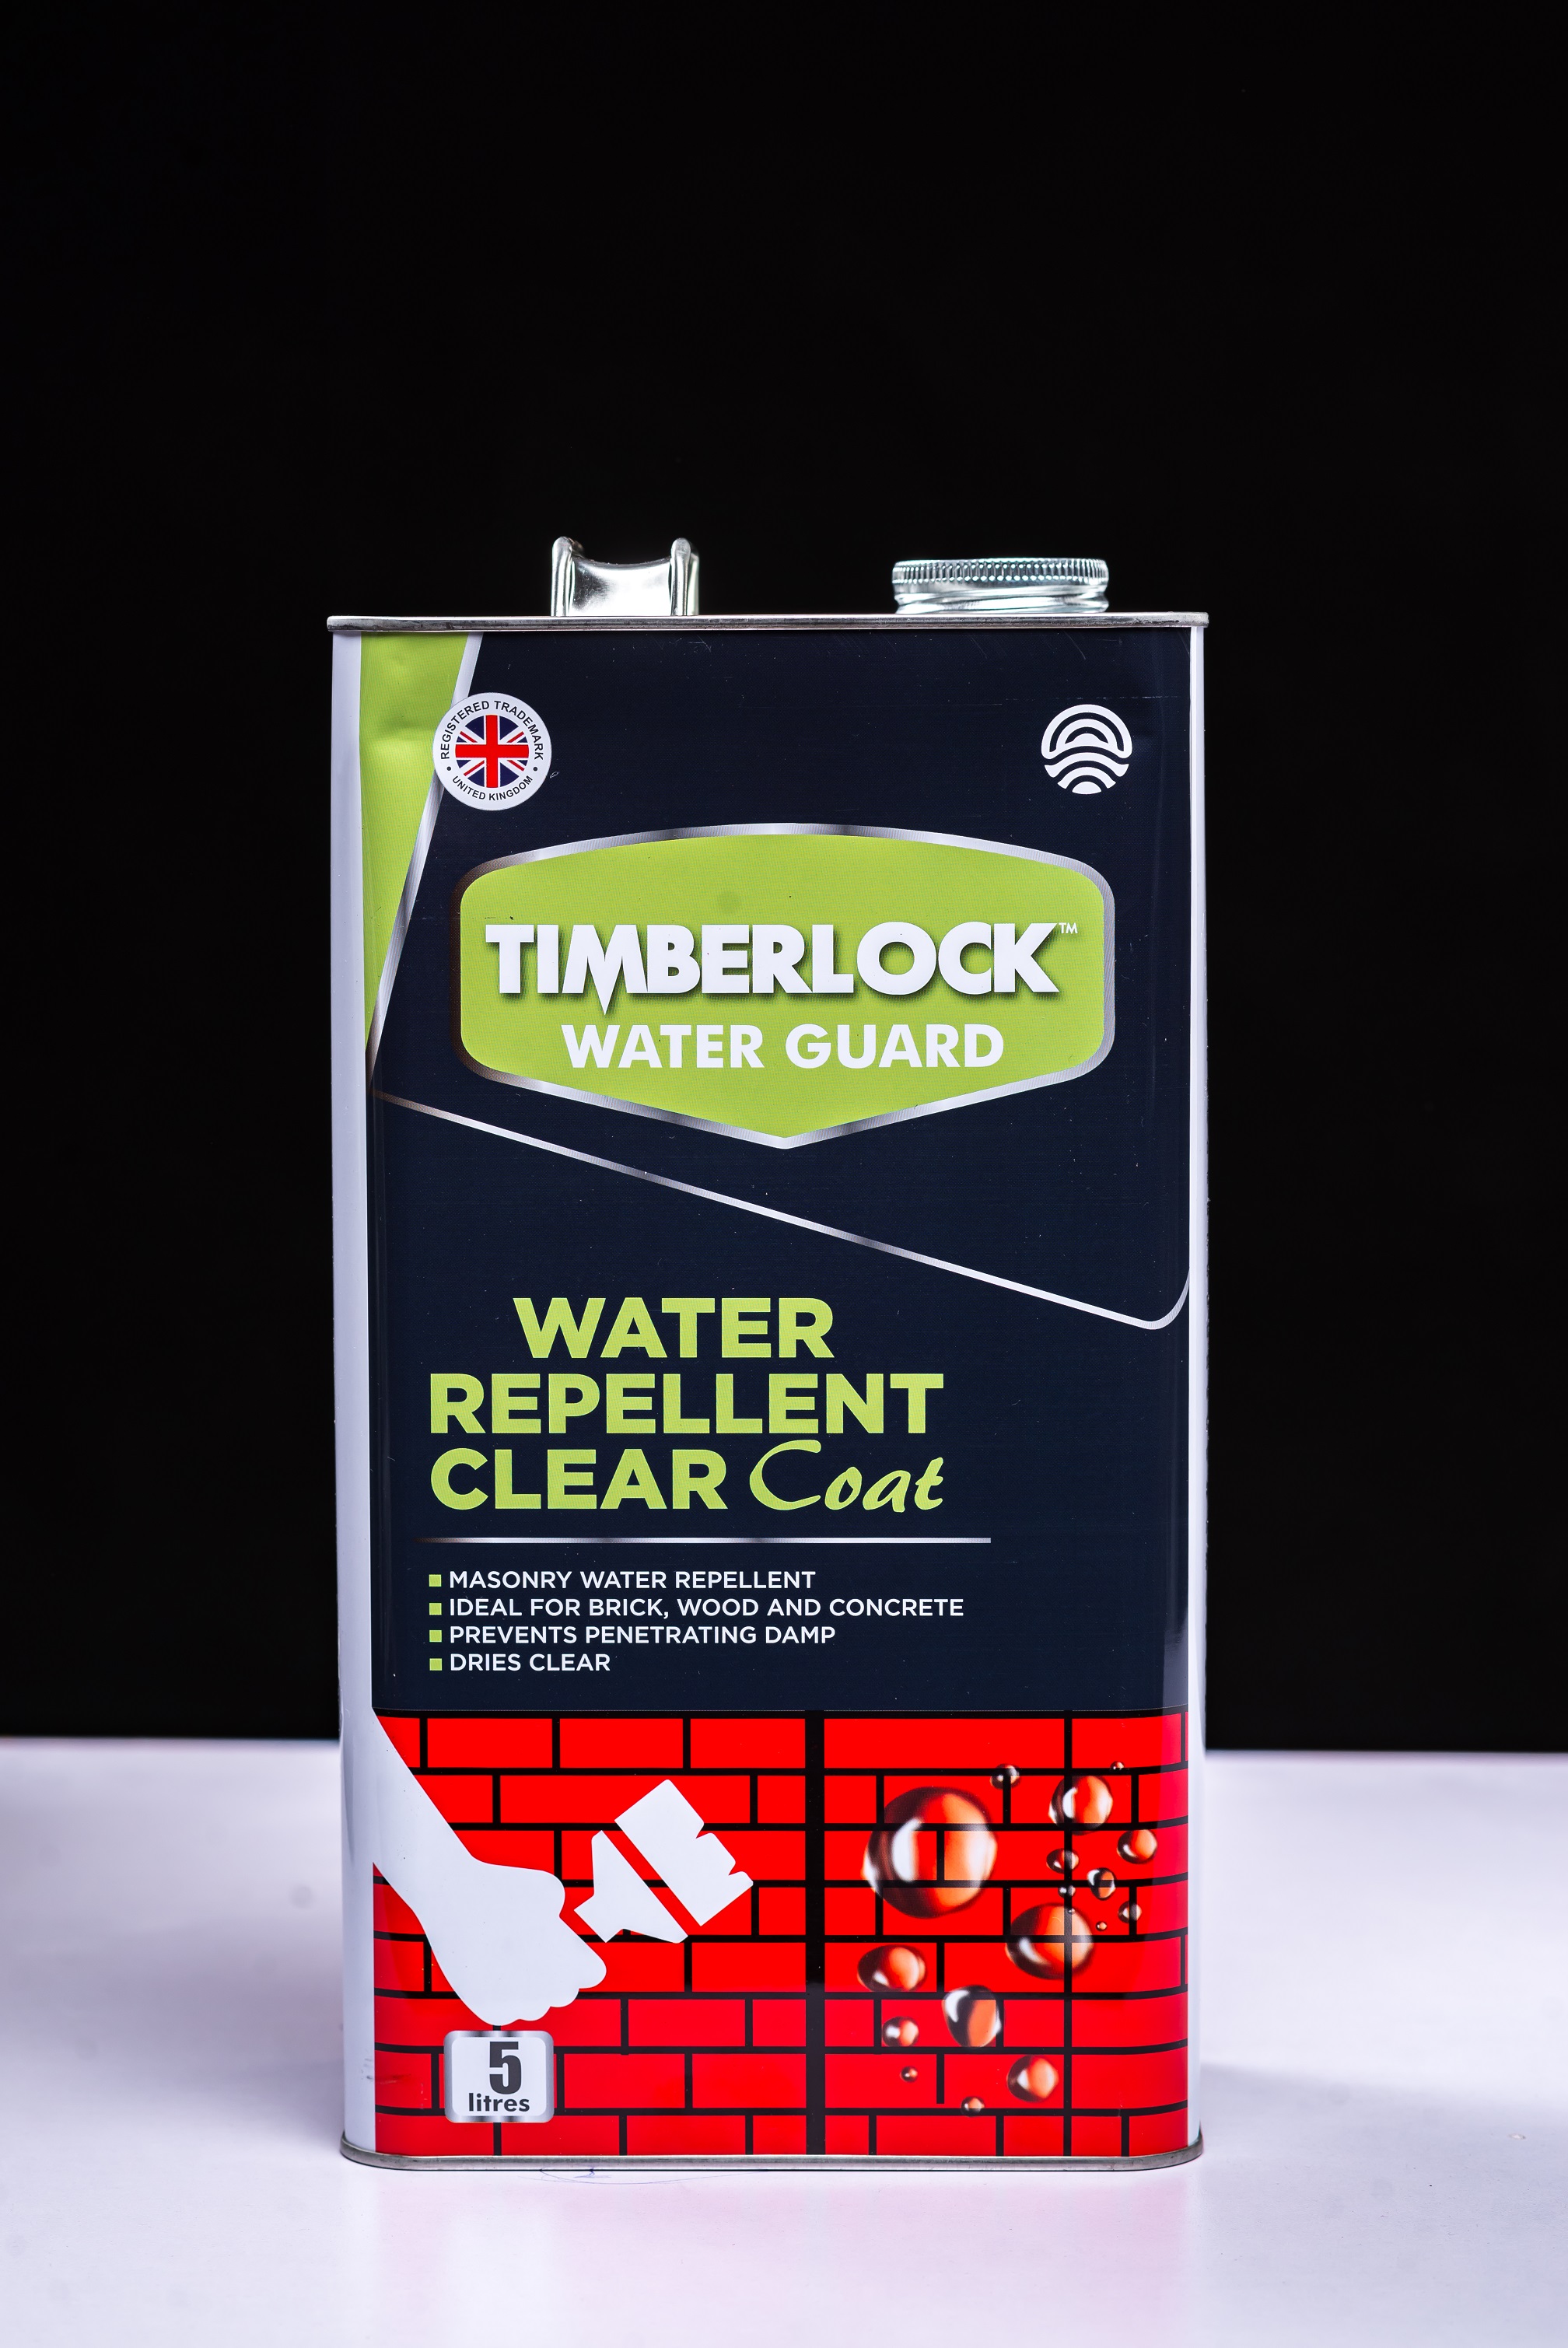 REGISTERED TRADEMARK
• UNITED KINGDOM •
TIMBERLOCK™
WATER GUARD
WATER
REPELLENT
CLEAR Coat
MASONRY WATER REPELLENT
IDEAL FOR BRICK, WOOD AND CONCRETE
PREVENTS PENETRATING DAMP
DRIES CLEAR
5
litres